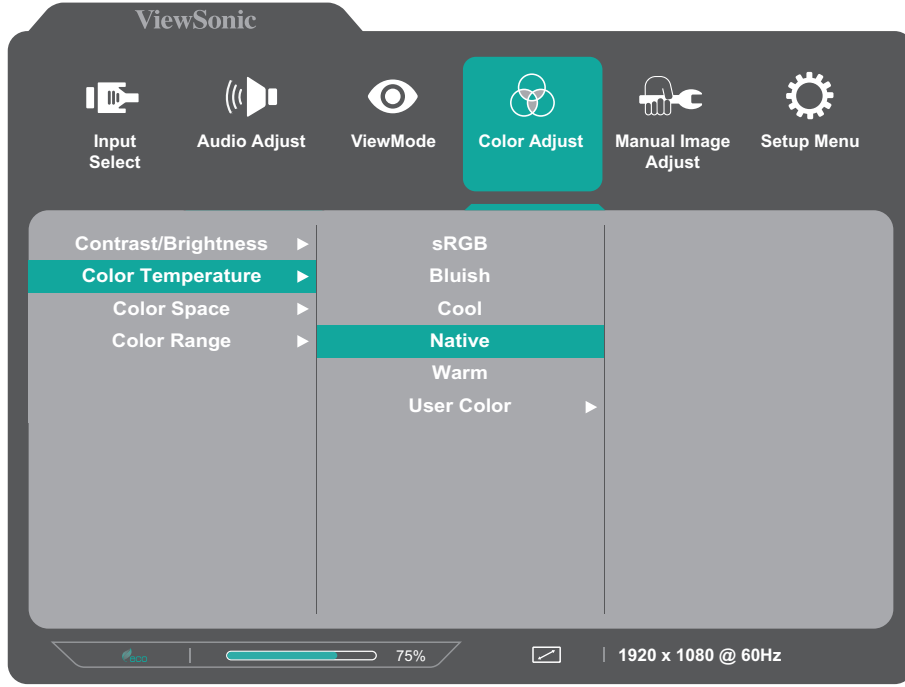 ViewSonic
Input Select
Audio Adjust
ViewMode
Color Adjust
Manual Image Adjust
Setup Menu
Contrast/Brightness
Color Temperature
Color Space
Color Range
sRGB
Bluish
Cool
Native
Warm
User Color
eco
75%
1920 x 1080 @ 60Hz